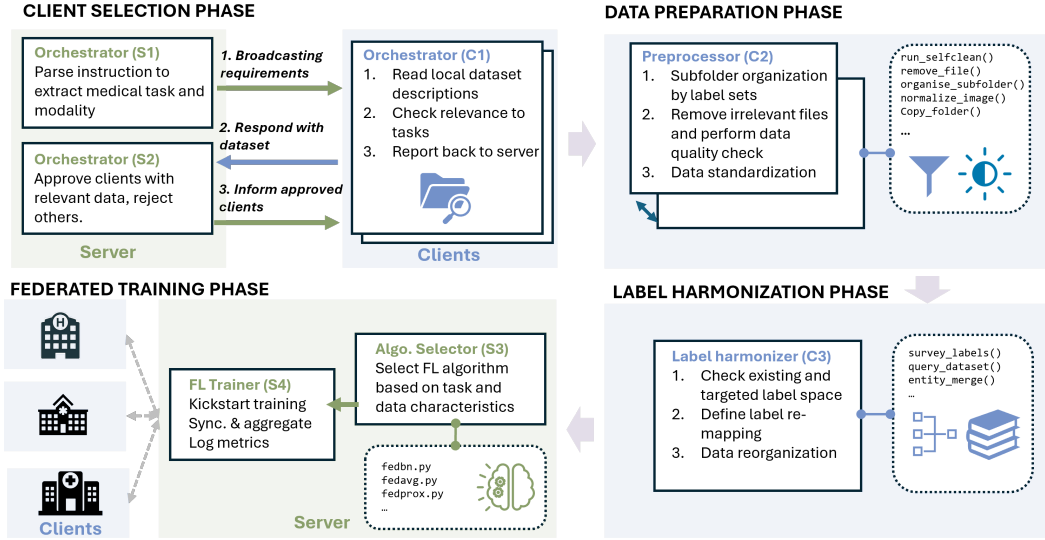 CLIENT SELECTION PHASE
Orchestrator (S1)
Parse instruction to
extract medical task and
modality
Orchestrator (S2)
Approve clients with
relevant data, reject
others.
Server
1. Broadcasting
requirements
2. Respond with
dataset
3. Inform approved
clients
Orchestrator (C1)
1. Read local dataset
descriptions
2. Check relevance to
tasks
3. Report back to server
Clients
DATA PREPARATION PHASE
Preprocessor (C2)
1. Subfolder organization
by label sets
2. Remove irrelevant files
and perform data
quality check
3. Data standardization
run_selfclean()
remove_file()
organise_subfolder()
normalize_image()
Copy_folder()
…
LABEL HARMONIZATION PHASE
Label harmonizer (C3)
1. Check existing and
targeted label space
2. Define label re-
mapping
3. Data reorganization
survey_labels()
query_dataset()
entity_merge()
…
FEDERATED TRAINING PHASE
H
Clients
FL Trainer (S4)
Kickstart training
Sync. & aggregate
Log metrics
Algo. Selector (S3)
Select FL algorithm
based on task and
data characteristics
fedbn.py
fedavg.py
fedprox.py
…
Server